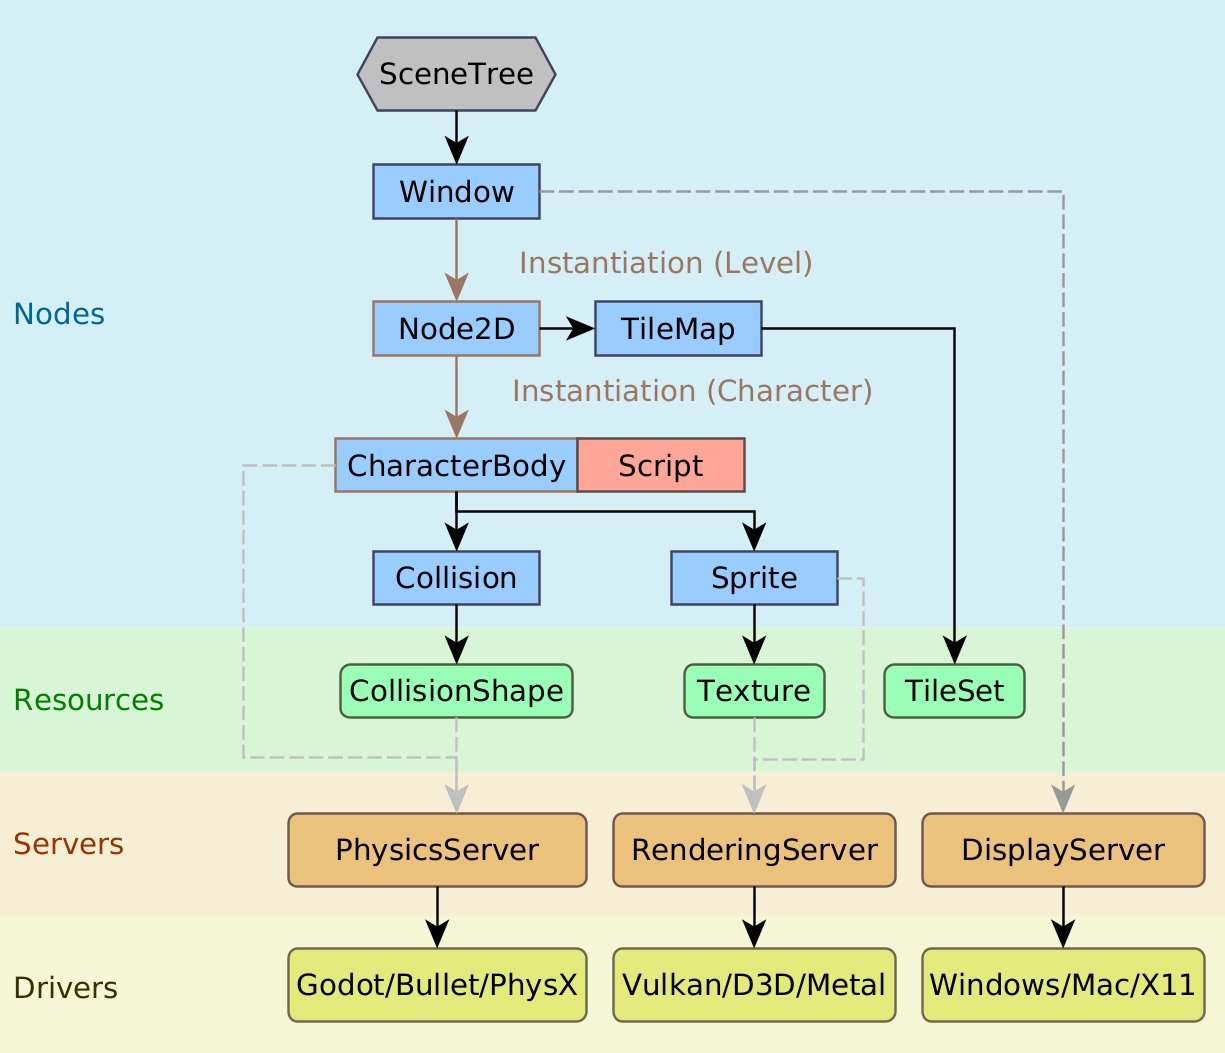 SceneTree
Window
Instantiation (Level)
Nodes
Node2D
TileMap
Instantiation (Character)
CharacterBody
Script
Collision
Sprite
Resources
CollisionShape
Texture
TileSet
Servers
PhysicsServer
RenderingServer
DisplayServer
Drivers
Godot/Bullet/PhysX
Vulkan/D3D/Metal
Windows/Mac/X11